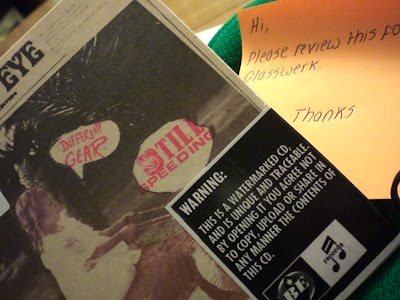 EYE
DIFFERENT
GEAR
STILL
SPEEDING
WARNING:
THIS IS A WATERMARKED CD,
AND IS UNIQUE AND TRACEABLE.
BY OPENING IT YOU AGREE NOT
TO COPY, UPLOAD OR SHARE IN
ANY MANNER THE CONTENTS OF
THIS CD.
BE
records
Hi,
Please review this fo
Glasswerk.
Thanks